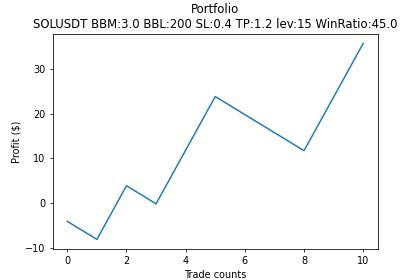 Portfolio
SOLUSDT BBM:3.0 BBL:200 SL:0.4 TP:1.2 lev:15 WinRatio:45.0
30
20
10
0
−10
Profit ($)
0 2 4 6 8 10
Trade counts